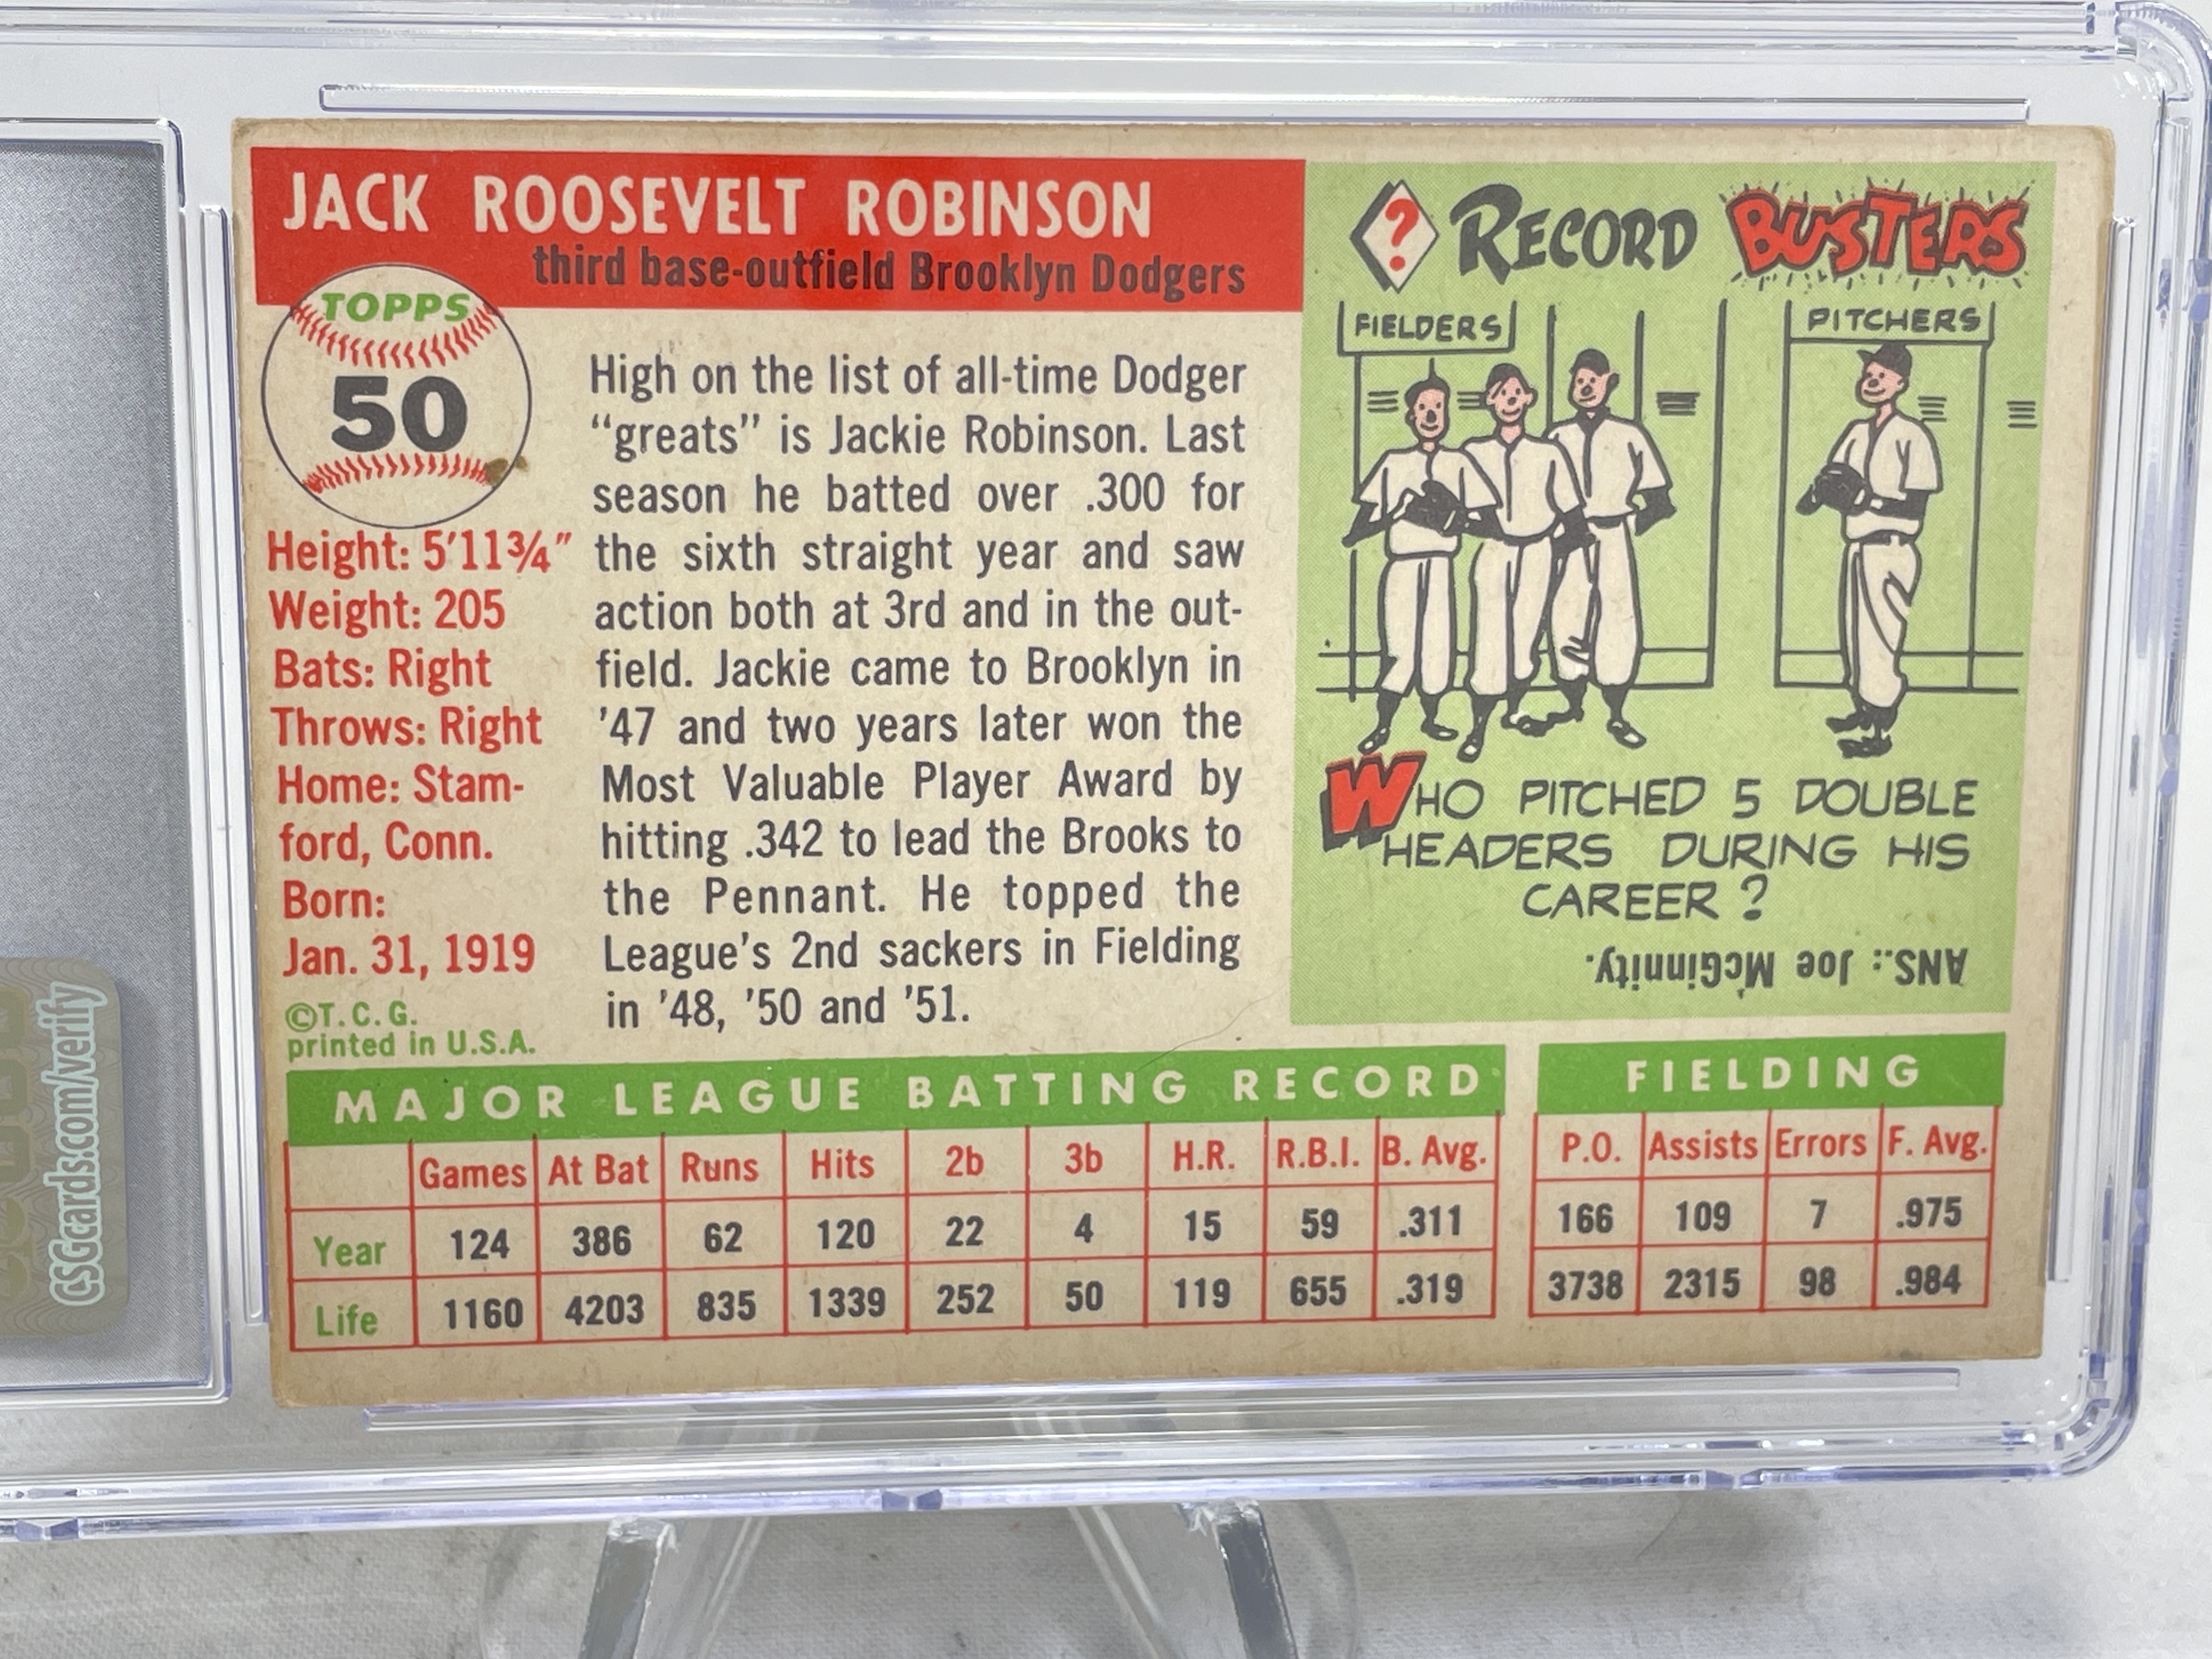 JACK ROOSEVELT ROBINSON
third base-outfield Brooklyn Dodgers
TOPPS
50
Height: 5'11¾"
Weight: 205
Bats: Right
Throws: Right
Home: Stam-
ford, Conn.
Born:
Jan. 31, 1919
©T.C.G.
printed in U.S.A.
High on the list of all-time Dodger
“greats” is Jackie Robinson. Last
season he batted over .300 for
the sixth straight year and saw
action both at 3rd and in the out-
field. Jackie came to Brooklyn in
’47 and two years later won the
Most Valuable Player Award by
hitting .342 to lead the Brooks to
the Pennant. He topped the
League’s 2nd sackers in Fielding
in ’48, ’50 and ’51.
? RECORD BUSTERS
FIELDERS
PITCHERS
WHO PITCHED 5 DOUBLE
HEADERS DURING HIS
CAREER?
ANS.: Joe McGinnity.
MAJOR LEAGUE BATTING RECORD
Games At Bat Runs Hits 2b 3b H.R. R.B.I. B. Avg.
Year 124 386 62 120 22 4 15 59 .311
Life 1160 4203 835 1339 252 50 119 655 .319
FIELDING
P.O. Assists Errors F. Avg.
166 109 7 .975
3738 2315 98 .984
CSGcards.com/verify